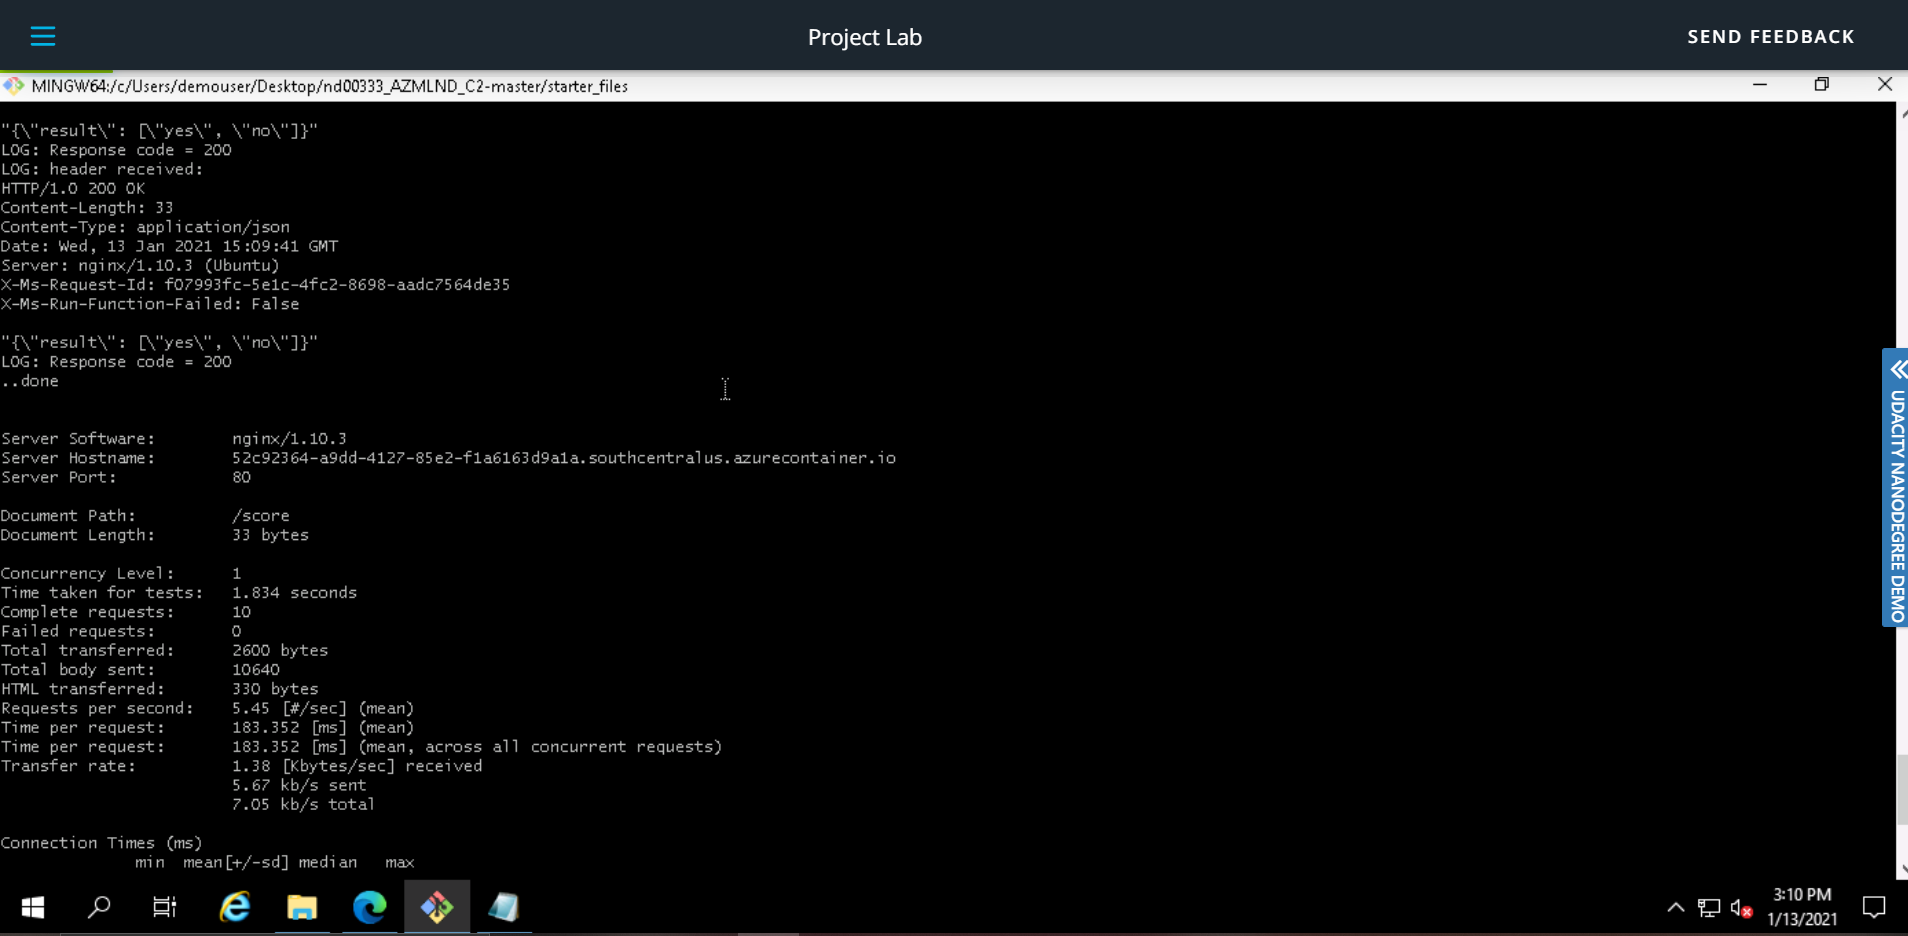 Project Lab
SEND FEEDBACK
MINGW64:/c/Users/demouser/Desktop/nd00333_AZMLND_C2-master/starter_files
"{\"result\": [\"yes\", \"no\"]}"
LOG: Response code = 200
LOG: header received:
HTTP/1.0 200 OK
Content-Length: 33
Content-Type: application/json
Date: Wed, 13 Jan 2021 15:09:41 GMT
Server: nginx/1.10.3 (Ubuntu)
X-Ms-Request-Id: f07993fc-5e1c-4fc2-8698-aadc7564de35
X-Ms-Run-Function-Failed: False
"{\"result\": [\"yes\", \"no\"]}"
LOG: Response code = 200
..done
Server Software: nginx/1.10.3
Server Hostname: 52c92364-a9dd-4127-85e2-f1a6163d9a1a.southcentralus.azurecontainer.io
Server Port: 80
Document Path: /score
Document Length: 33 bytes
Concurrency Level: 1
Time taken for tests: 1.834 seconds
Complete requests: 10
Failed requests: 0
Total transferred: 2600 bytes
Total body sent: 10640
HTML transferred: 330 bytes
Requests per second: 5.45 [#/sec] (mean)
Time per request: 183.352 [ms] (mean)
Time per request: 183.352 [ms] (mean, across all concurrent requests)
Transfer rate: 1.38 [Kbytes/sec] received
5.67 kb/s sent
7.05 kb/s total
Connection Times (ms)
min mean[+/-sd] median max
UDACITY NANODEGREE DEMO
3:10 PM
1/13/2021